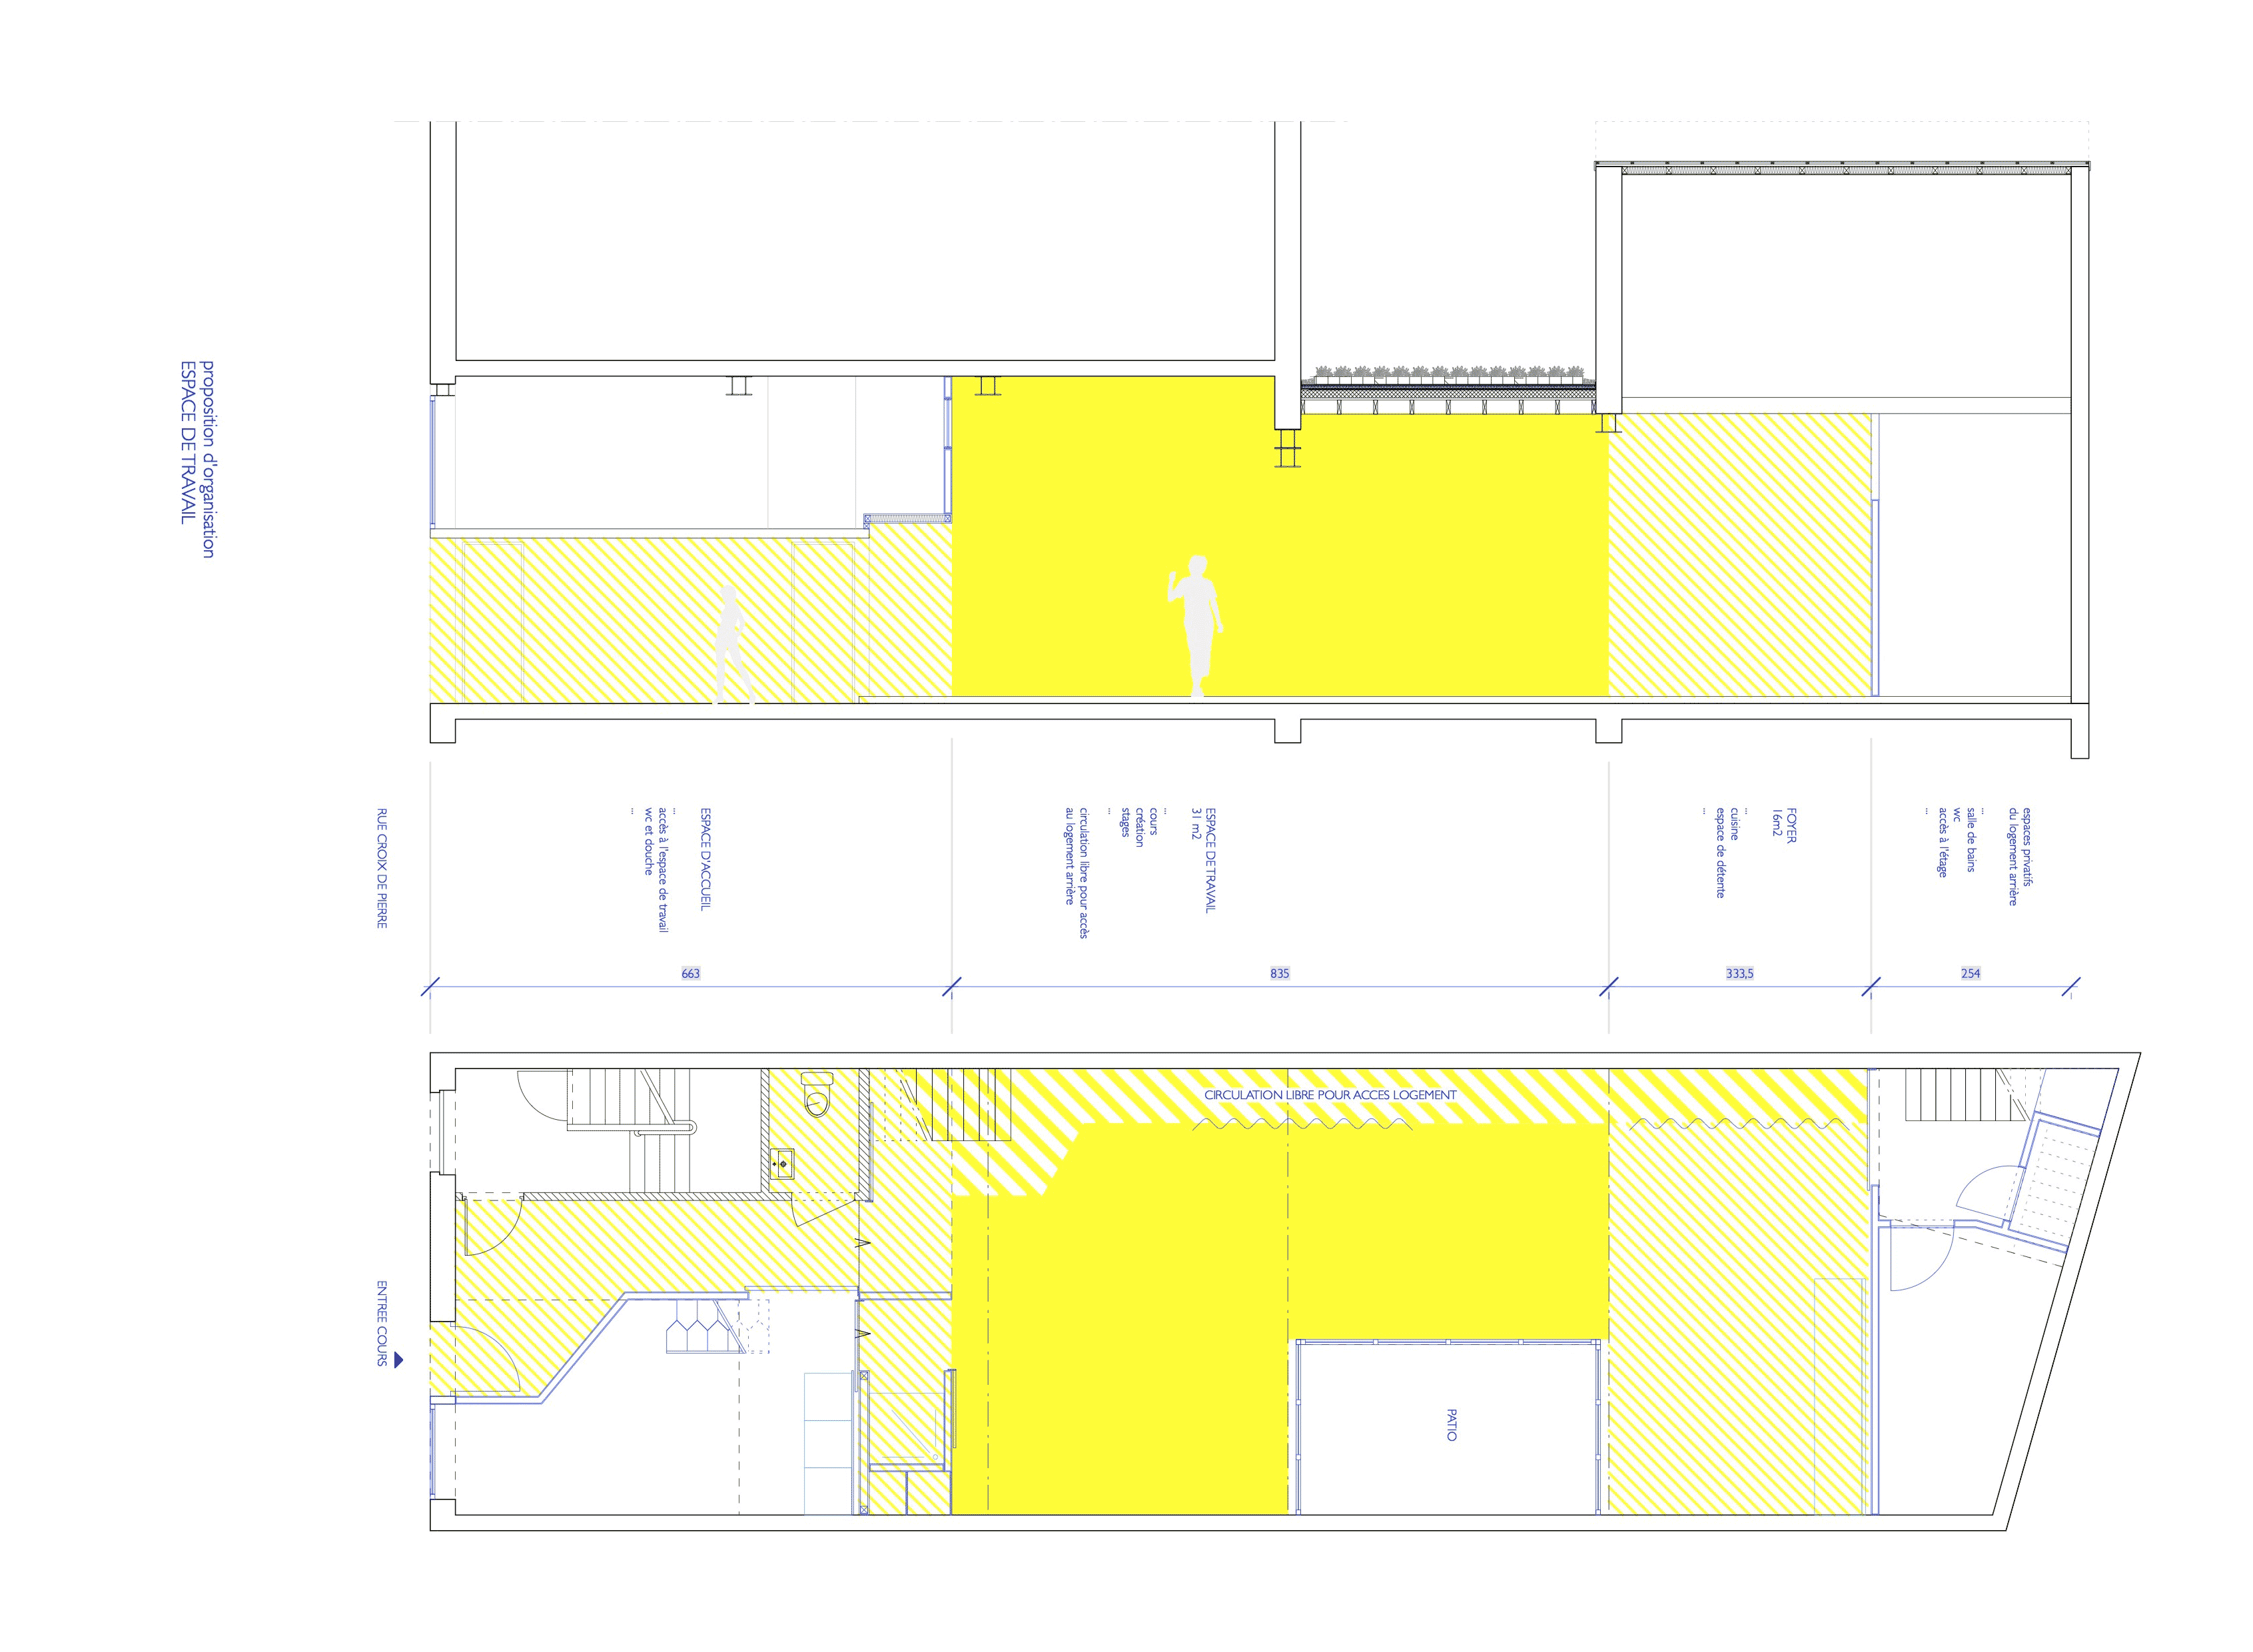 proposition d'organisation
ESPACE DE TRAVAIL
RUE CROIX DE PIERRE
ESPACE D'ACCUEIL
...
accès à l'espace de travail
wc et douche
...
ESPACE DE TRAVAIL
31 m2
...
cours
création
stages
...
circulation libre pour accès
au logement arrière
FOYER
16m2
...
cuisine
espace de détente
...
espaces privatifs
du logement arrière
...
salle de bains
wc
accès à l'étage
...
663
835
333,5
254
CIRCULATION LIBRE POUR ACCES LOGEMENT
ENTREE COURS
PATIO